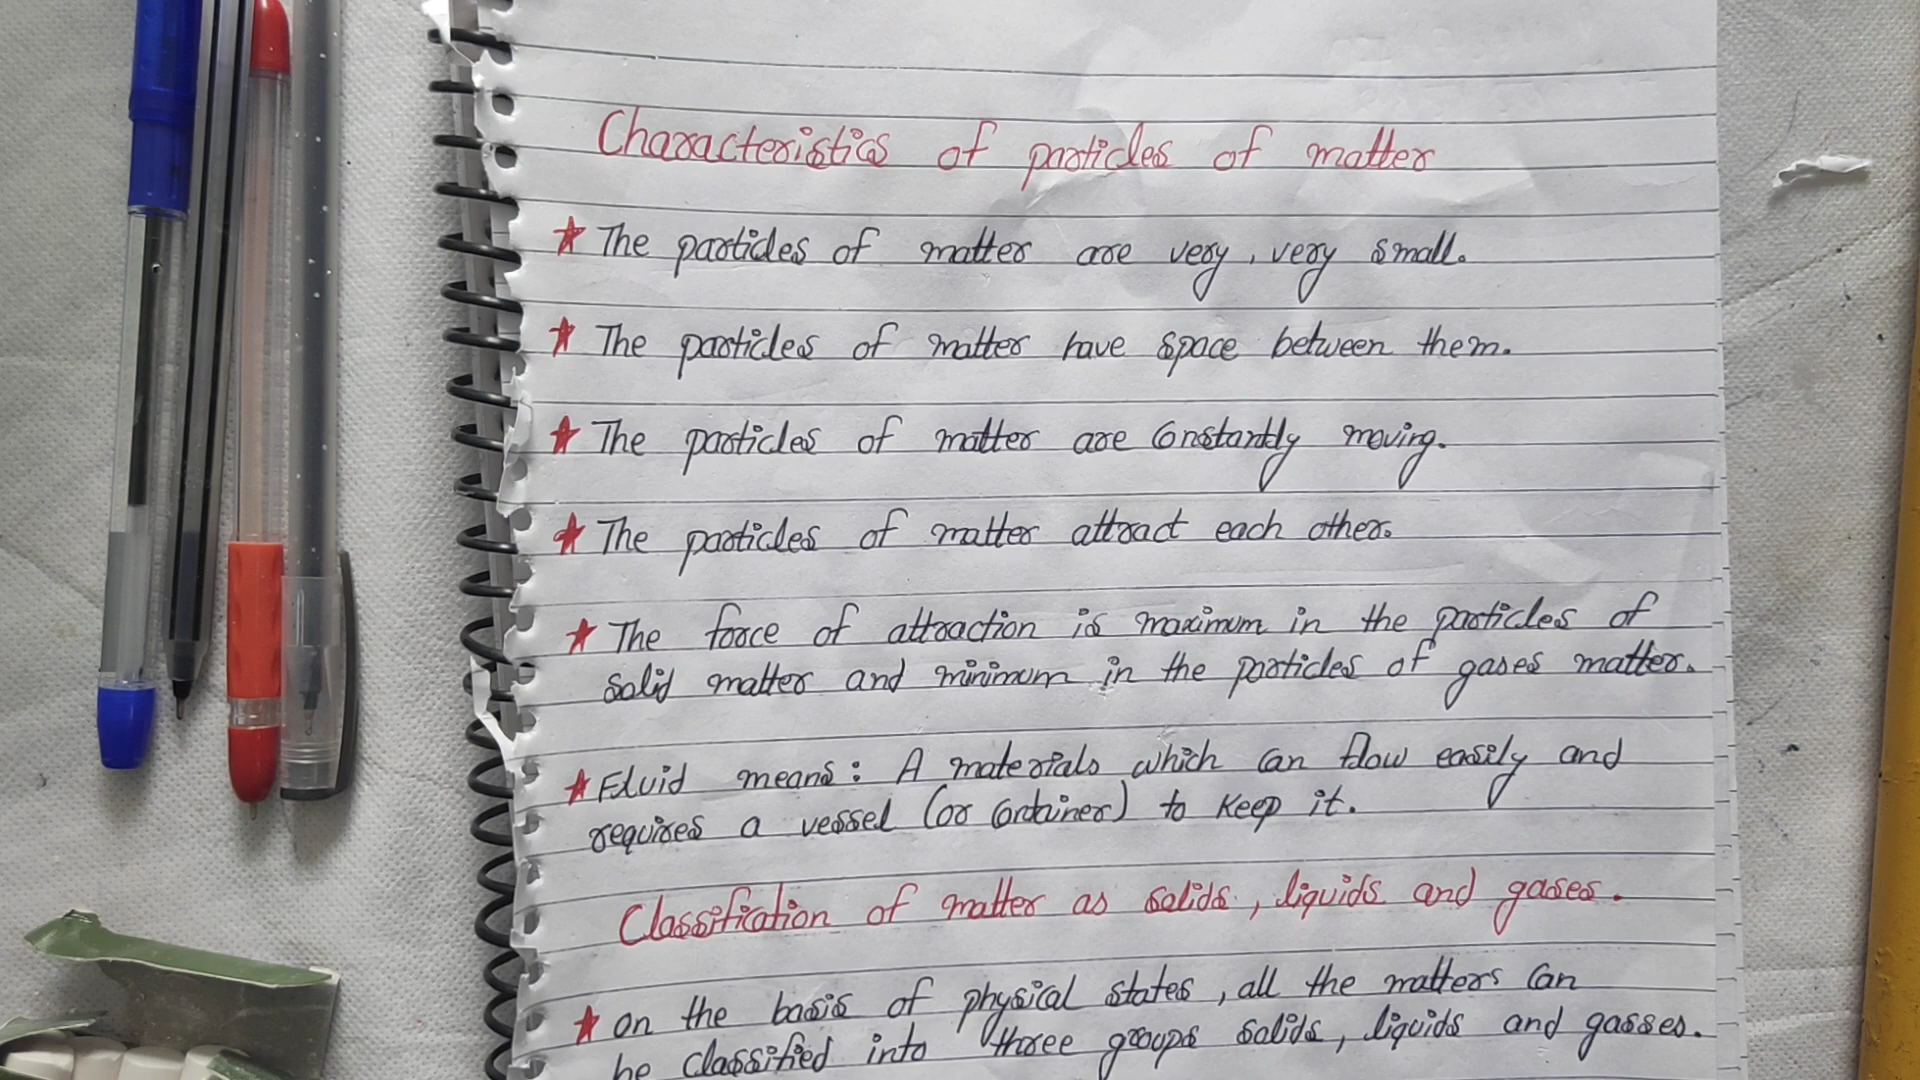 Characteristics of particles of matter
★ The particles of matter are very, very small.
★ The particles of matter have space between them.
★ The particles of matter are constantly moving.
★ The particles of matter attract each other.
★ The force of attraction is maximum in the particles of
solid matter and minimum in the particles of gases matter.
★ Fluid means: A materials which can flow easily and
requires a vessel (or container) to keep it.
Classification of matter as solids, liquids and gases.
★ on the basis of physical states, all the matters can
be classified into three groups solids, liquids and gasses.